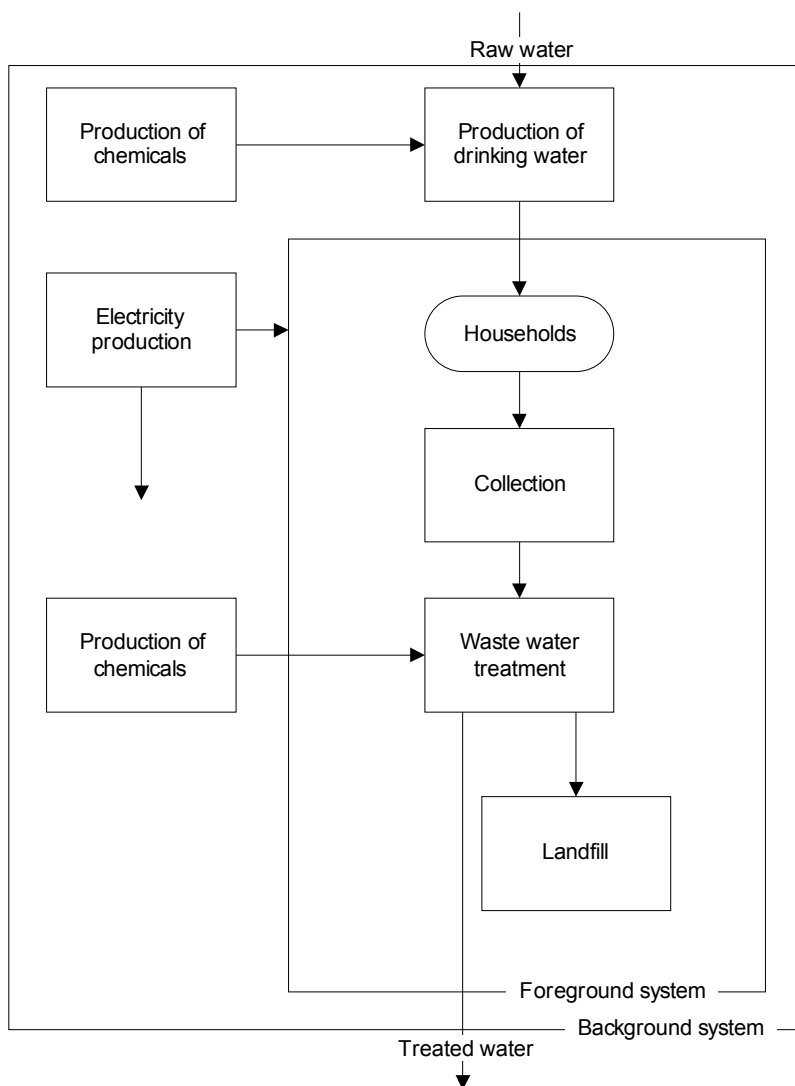 Raw water
Production of
chemicals
Production of
drinking water
Electricity
production
Households
Collection
Production of
chemicals
Waste water
treatment
Landfill
Foreground system
Background system
Treated water